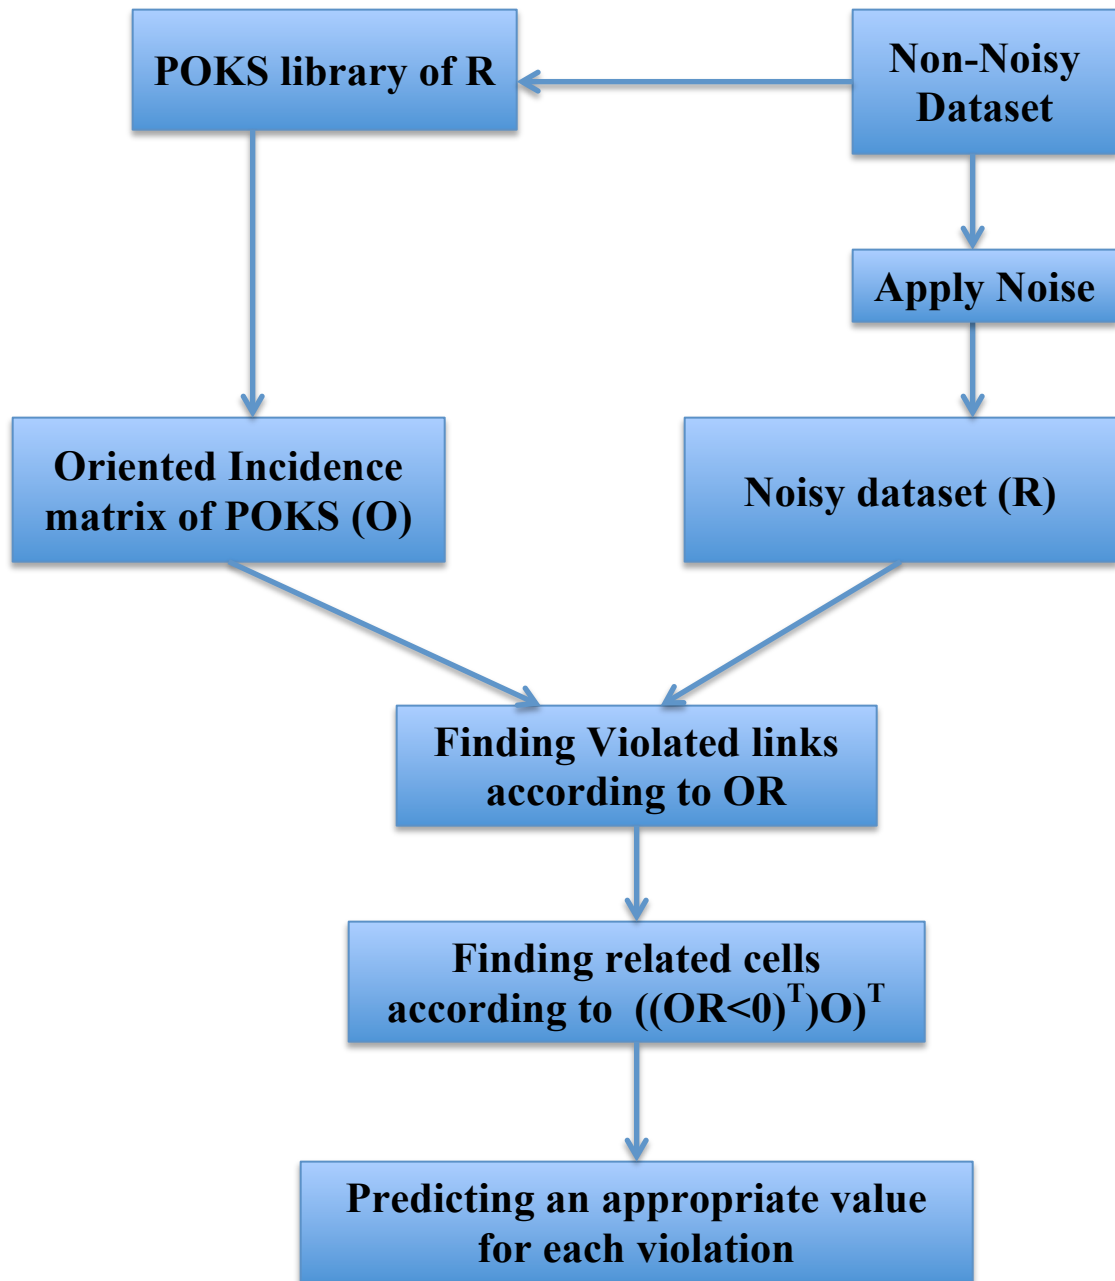 POKS library of R
Non-Noisy
Dataset
Apply Noise
Oriented Incidence
matrix of POKS (O)
Noisy dataset (R)
Finding Violated links
according to OR
Finding related cells
according to ((OR<0)^T)O)^T
Predicting an appropriate value
for each violation